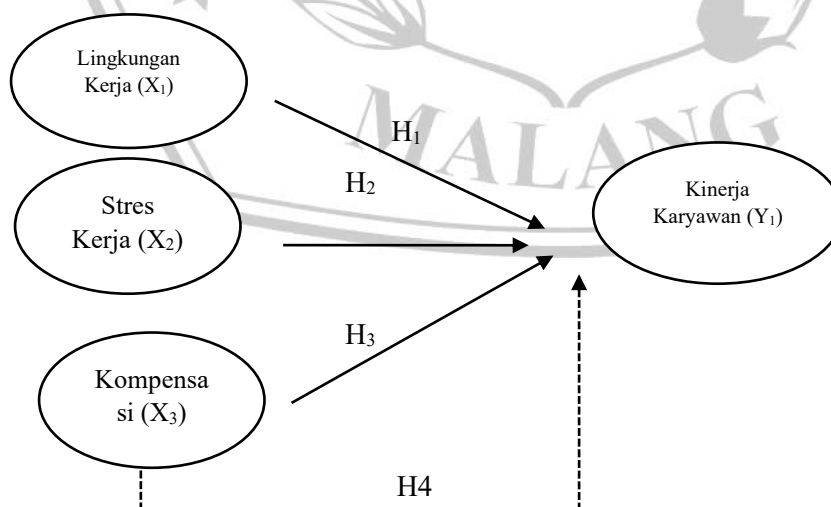 Lingkungan
Kerja (X₁)
H₁
MALANG
H₂
Stres
Kerja (X₂)
Kinerja
Karyawan (Y₁)
H₃
Kompensa
si (X₃)
H4